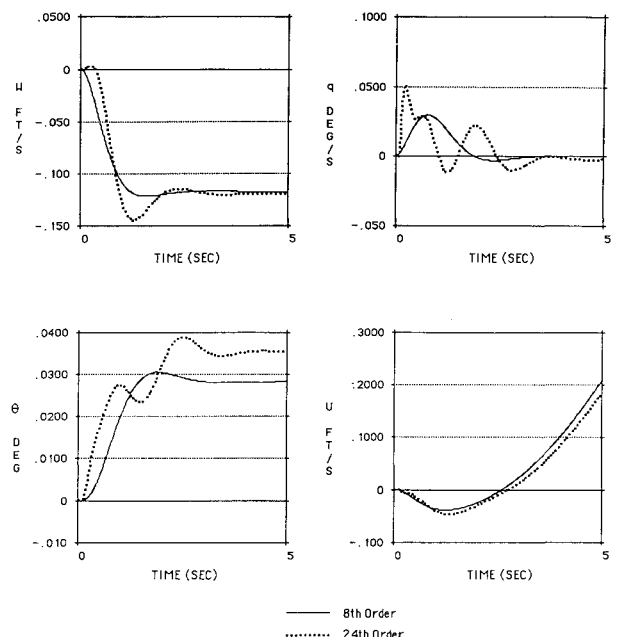 .0500
0
-.050
-.100
-.150
W
FT/S
0
5
TIME (SEC)
.1000
.0500
0
-.050
q
DEG/S
0
5
TIME (SEC)
.0400
.0300
.0200
.0100
0
-.010
θ
DEG
0
5
TIME (SEC)
.3000
.2000
.1000
0
-.100
U
FT/S
0
5
TIME (SEC)
8th Order
24th Order